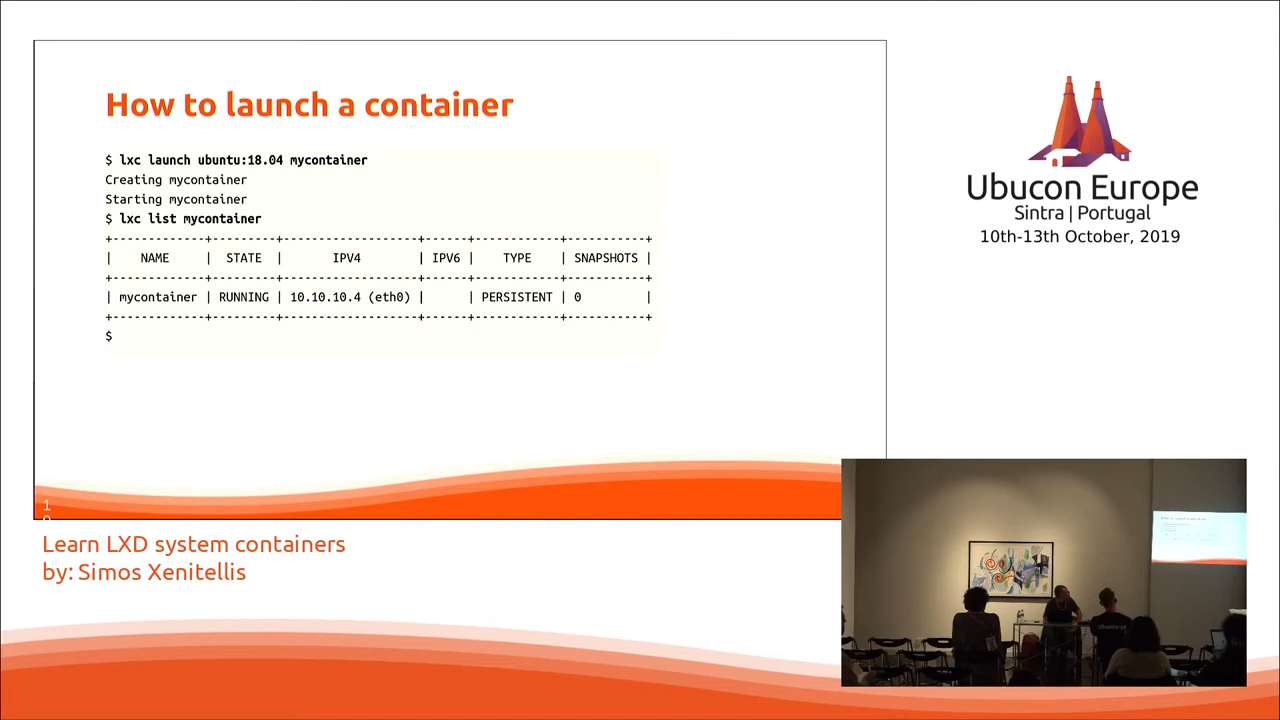 How to launch a container
$ lxc launch ubuntu:18.04 mycontainer
Creating mycontainer
Starting mycontainer
$ lxc list mycontainer
+------------+---------+-------------------+------+------------+-----------+
|    NAME    |  STATE  |       IPV4        | IPV6 |    TYPE    | SNAPSHOTS |
+------------+---------+-------------------+------+------------+-----------+
| mycontainer | RUNNING | 10.10.10.4 (eth0) |      | PERSISTENT | 0         |
+------------+---------+-------------------+------+------------+-----------+
$
Learn LXD system containers
by: Simos Xenitellis
Ubucon Europe
Sintra | Portugal
10th-13th October, 2019